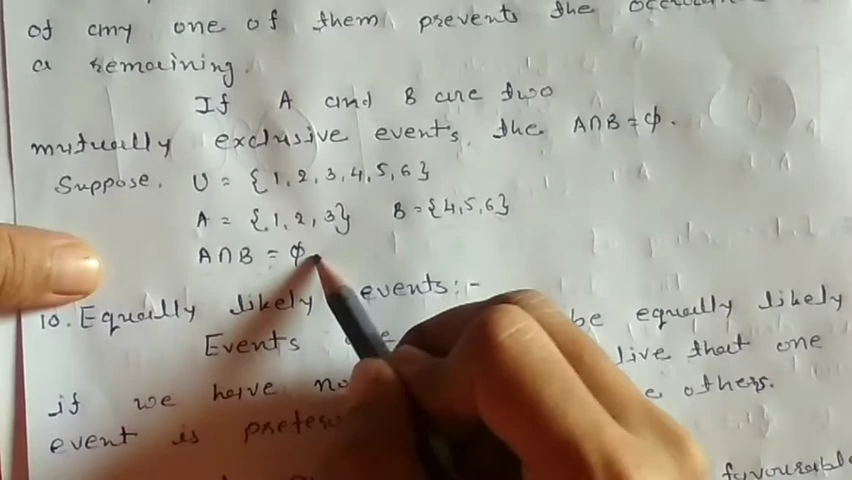 of any one of them prevents the
a remaining.
If A and B are two
mutually exclusive events, the A∩B = φ.
Suppose. U = {1, 2, 3, 4, 5, 6}
A = {1, 2, 3} B = {4, 5, 6}
A∩B = φ
10. Equally likely events :-
Events be equally likely
if we have no live that one
event is others.